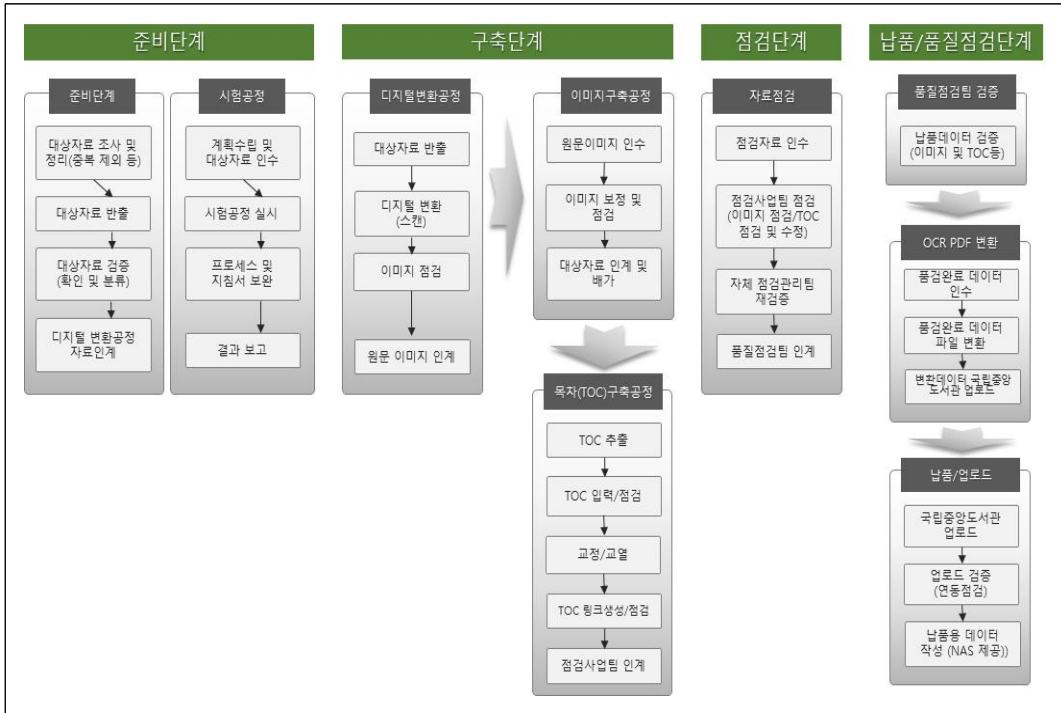 준비단계
준비단계
대상자료 조사 및
정리(중복 제외 등)
대상자료 반출
대상자료 검증
(확인 및 분류)
디지털 변환공정
자료인계
시험공정
계획수립 및
대상자료 인수
시험공정 실시
프로세스 및
지침서 보완
결과 보고
구축단계
디지털변환공정
대상자료 반출
디지털 변환
(스캔)
이미지 점검
원문 이미지 인계
이미지구축공정
원문이미지 인수
이미지 보정 및
점검
대상자료 인계 및
배가
목차(TOC)구축공정
TOC 추출
TOC 입력/점검
교정/교열
TOC 링크생성/점검
점검사업팀 인계
점검단계
자료점검
점검자료 인수
점검사업팀 점검
(이미지 점검/TOC
점검 및 수정)
자체 점검관리팀
재검증
품질점검팀 인계
납품/품질점검단계
품질점검팀 검증
납품데이터 검증
(이미지 및 TOC등)
OCR PDF 변환
품검완료 데이터
인수
품검완료 데이터
파일 변환
변환데이터 국립중앙
도서관 업로드
납품/업로드
국립중앙도서관
업로드
업로드 검증
(연동점검)
납품용 데이터
작성 (NAS 제공))